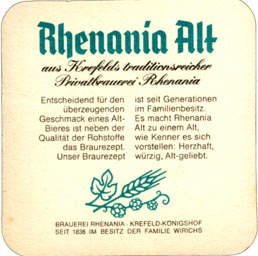 Rhenania Alt
aus Krefelds traditionsreicher
Privatbrauerei Rhenania
Entscheidend für den
überzeugenden
Geschmack eines Alt-
Bieres ist neben der
Qualität der Rohstoffe
das Braurezept.
Unser Braurezept
ist seit Generationen
im Familienbesitz.
Es macht Rhenania
Alt zu einem Alt,
wie Kenner es sich
vorstellen: Herzhaft,
würzig, Alt-geliebt.
BRAUEREI RHENANIA · KREFELD-KÖNIGSHOF
SEIT 1838 IM BESITZ DER FAMILIE WIRICHS